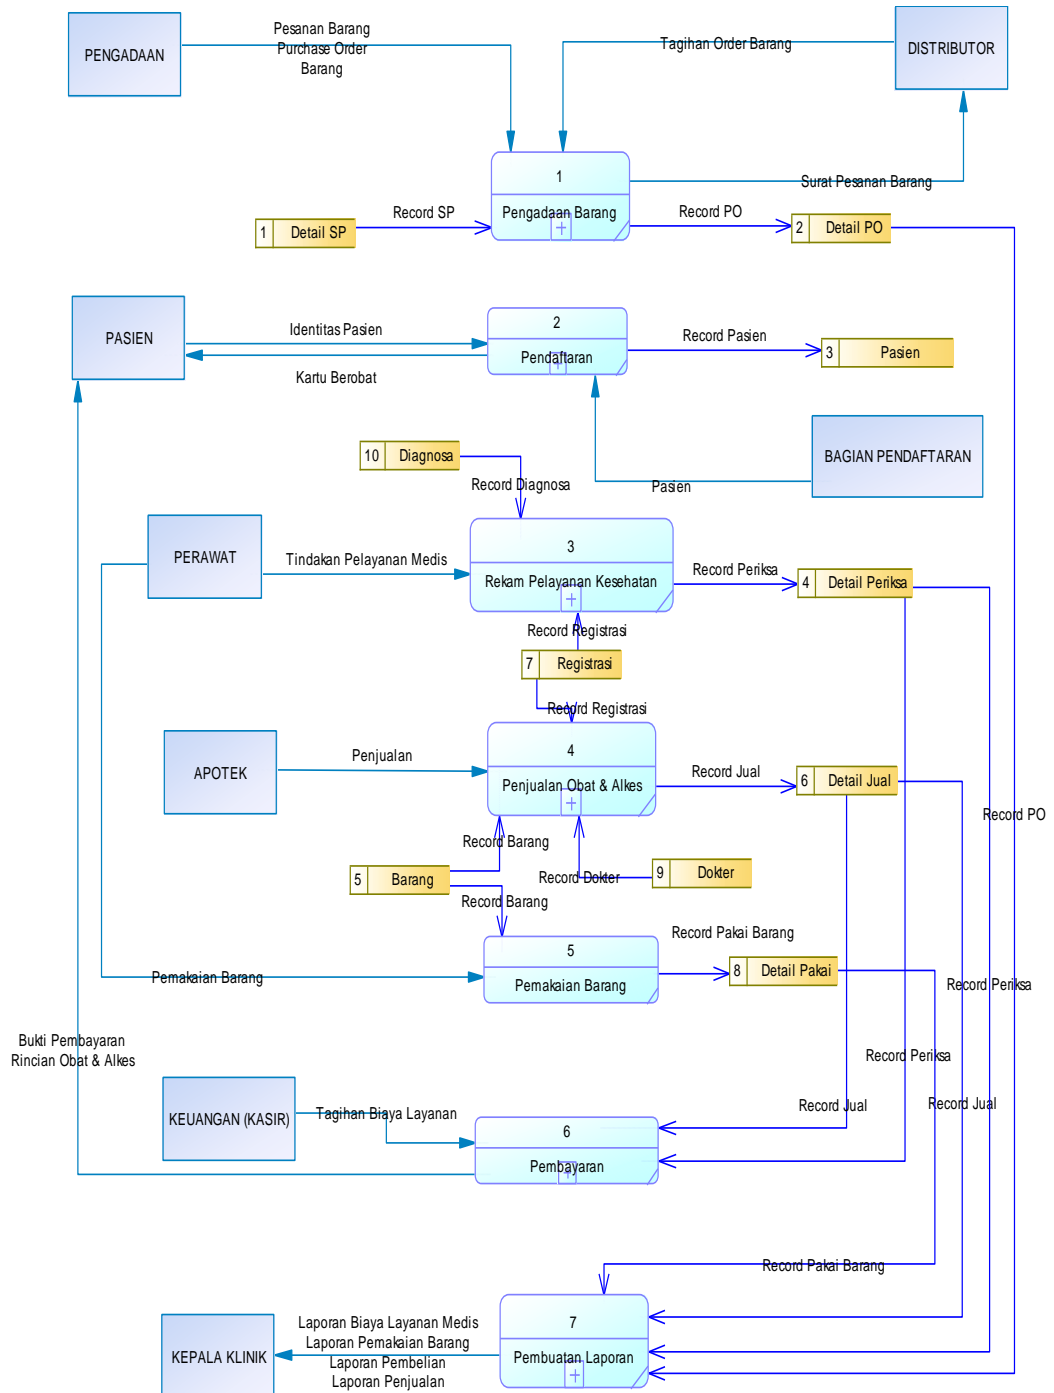 PENGADAAN
Pesanan Barang
Purchase Order
Barang
Tagihan Order Barang
DISTRIBUTOR
1
Pengadaan Barang
Surat Pesanan Barang
Record SP
1 Detail SP
Record PO
2 Detail PO
PASIEN
Identitas Pasien
Kartu Berobat
2
Pendaftaran
Record Pasien
3 Pasien
BAGIAN PENDAFTARAN
Pasien
10 Diagnosa
Record Diagnosa
PERAWAT
Tindakan Pelayanan Medis
3
Rekam Pelayanan Kesehatan
Record Periksa
4 Detail Periksa
Record Registrasi
7 Registrasi
Record Registrasi
APOTEK
Penjualan
4
Penjualan Obat & Alkes
Record Jual
6 Detail Jual
Record PO
Record Barang
5 Barang
Record Dokter
9 Dokter
Record Barang
5
Pemakaian Barang
Record Pakai Barang
8 Detail Pakai
Pemakaian Barang
Record Periksa
Bukti Pembayaran
Rincian Obat & Alkes
Record Periksa
KEUANGAN (KASIR)
Tagihan Biaya Layanan
Record Jual
Record Jual
6
Pembayaran
Record Pakai Barang
KEPALA KLINIK
Laporan Biaya Layanan Medis
Laporan Pemakaian Barang
Laporan Pembelian
Laporan Penjualan
7
Pembuatan Laporan